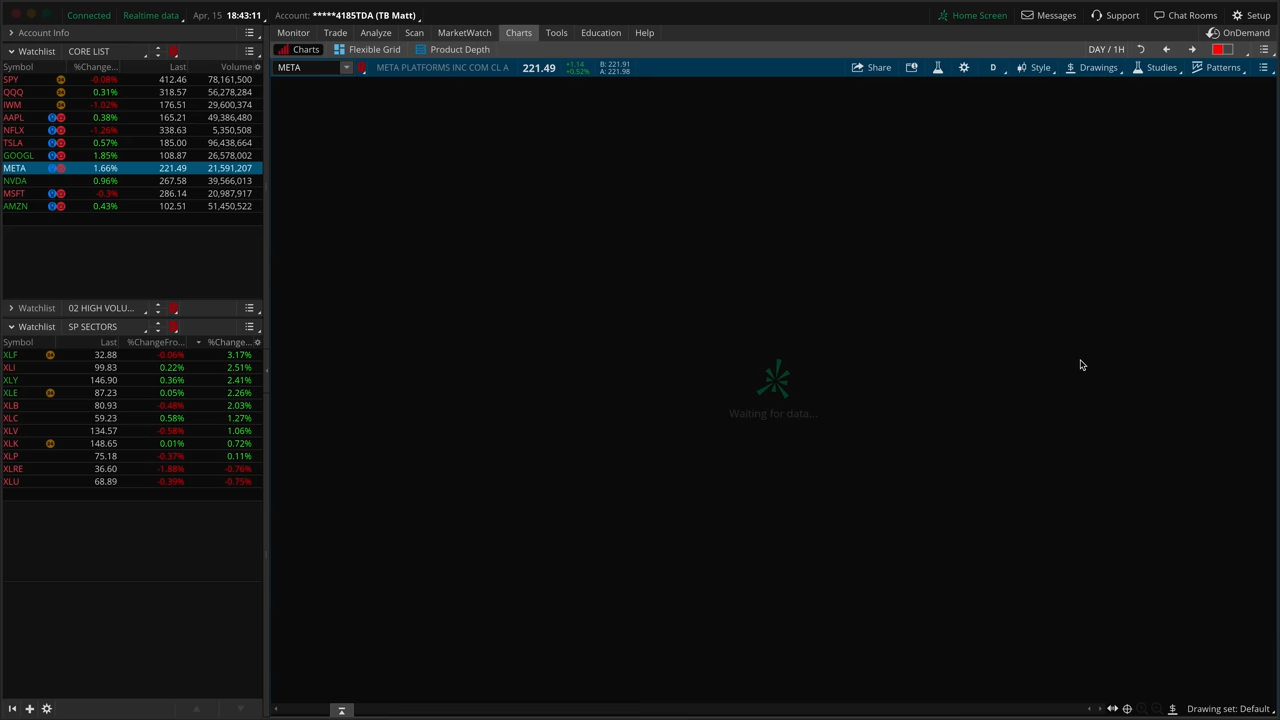 Connected Realtime data Apr, 15 18:43:11 Account: *****4185TDA (TB Matt) Home Screen Messages Support Chat Rooms Setup
Account Info Monitor Trade Analyze Scan MarketWatch Charts Tools Education Help OnDemand
Watchlist CORE LIST Charts Flexible Grid Product Depth DAY / 1H
Symbol %Change... Last Volume META META PLATFORMS INC COM CL A 221.49 +1.14 +0.52% B: 221.91 A: 221.98 Share D Style Drawings Studies Patterns
SPY -0.08% 412.46 78,161,500
QQQ 0.31% 318.57 56,278,284
IWM -1.02% 176.51 29,600,374
AAPL 0.38% 165.21 49,386,480
NFLX -1.26% 338.63 5,350,508
TSLA 0.57% 185.00 96,438,664
GOOGL 1.85% 108.87 26,578,002
META 1.66% 221.49 21,591,207
NVDA 0.96% 267.58 39,566,013
MSFT -0.3% 286.14 20,987,917
AMZN 0.43% 102.51 51,450,522
Watchlist 02 HIGH VOLU...
Watchlist SP SECTORS
Symbol Last %ChangeFro... %Change...
XLF 32.88 -0.06% 3.17%
XLI 99.83 0.22% 2.51%
XLY 146.90 0.36% 2.41%
XLE 87.23 0.05% 2.26%
XLB 80.93 -0.48% 2.03%
XLC 59.23 0.58% 1.27%
XLV 134.57 -0.58% 1.06%
XLK 148.65 0.01% 0.72%
XLP 75.18 -0.37% 0.11%
XLRE 36.60 -1.88% -0.76%
XLU 68.89 -0.39% -0.75%
Waiting for data...
Drawing set: Default